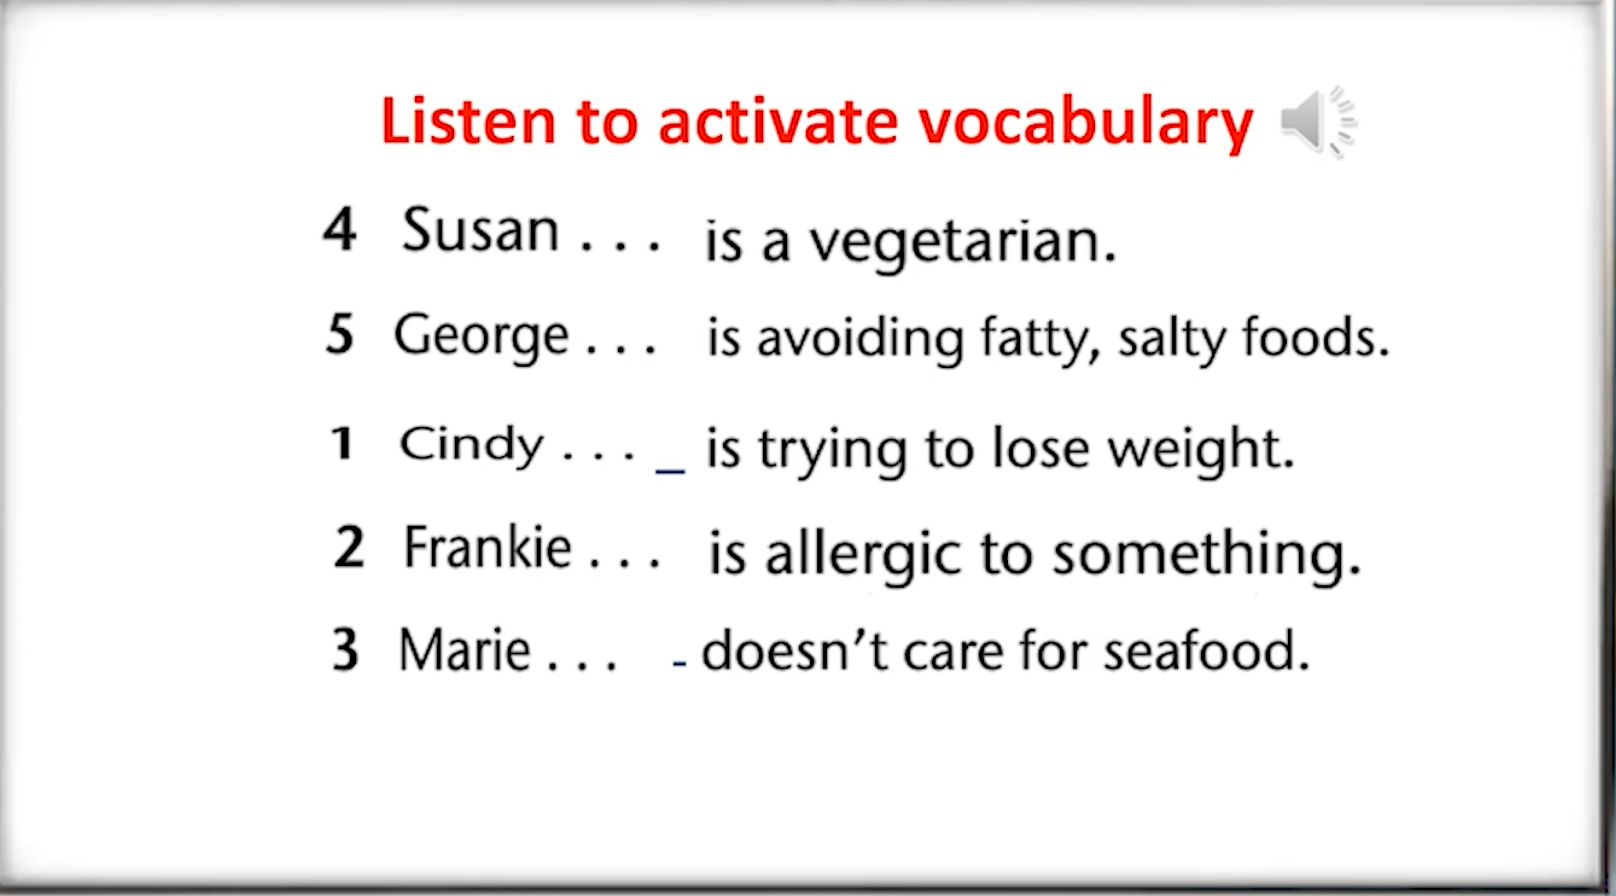 Listen to activate vocabulary
4 Susan . . . is a vegetarian.
5 George . . . is avoiding fatty, salty foods.
1 Cindy . . . _ is trying to lose weight.
2 Frankie . . . is allergic to something.
3 Marie . . . - doesn't care for seafood.